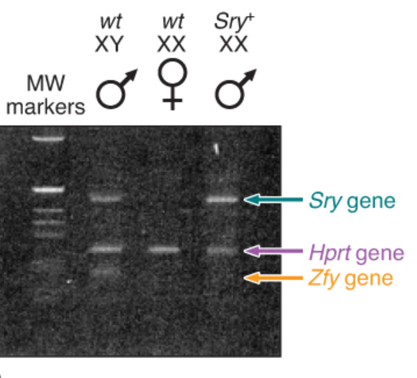 wt wt Sry+
XY XX XX
MW
markers
Sry gene
Hprt gene
Zfy gene